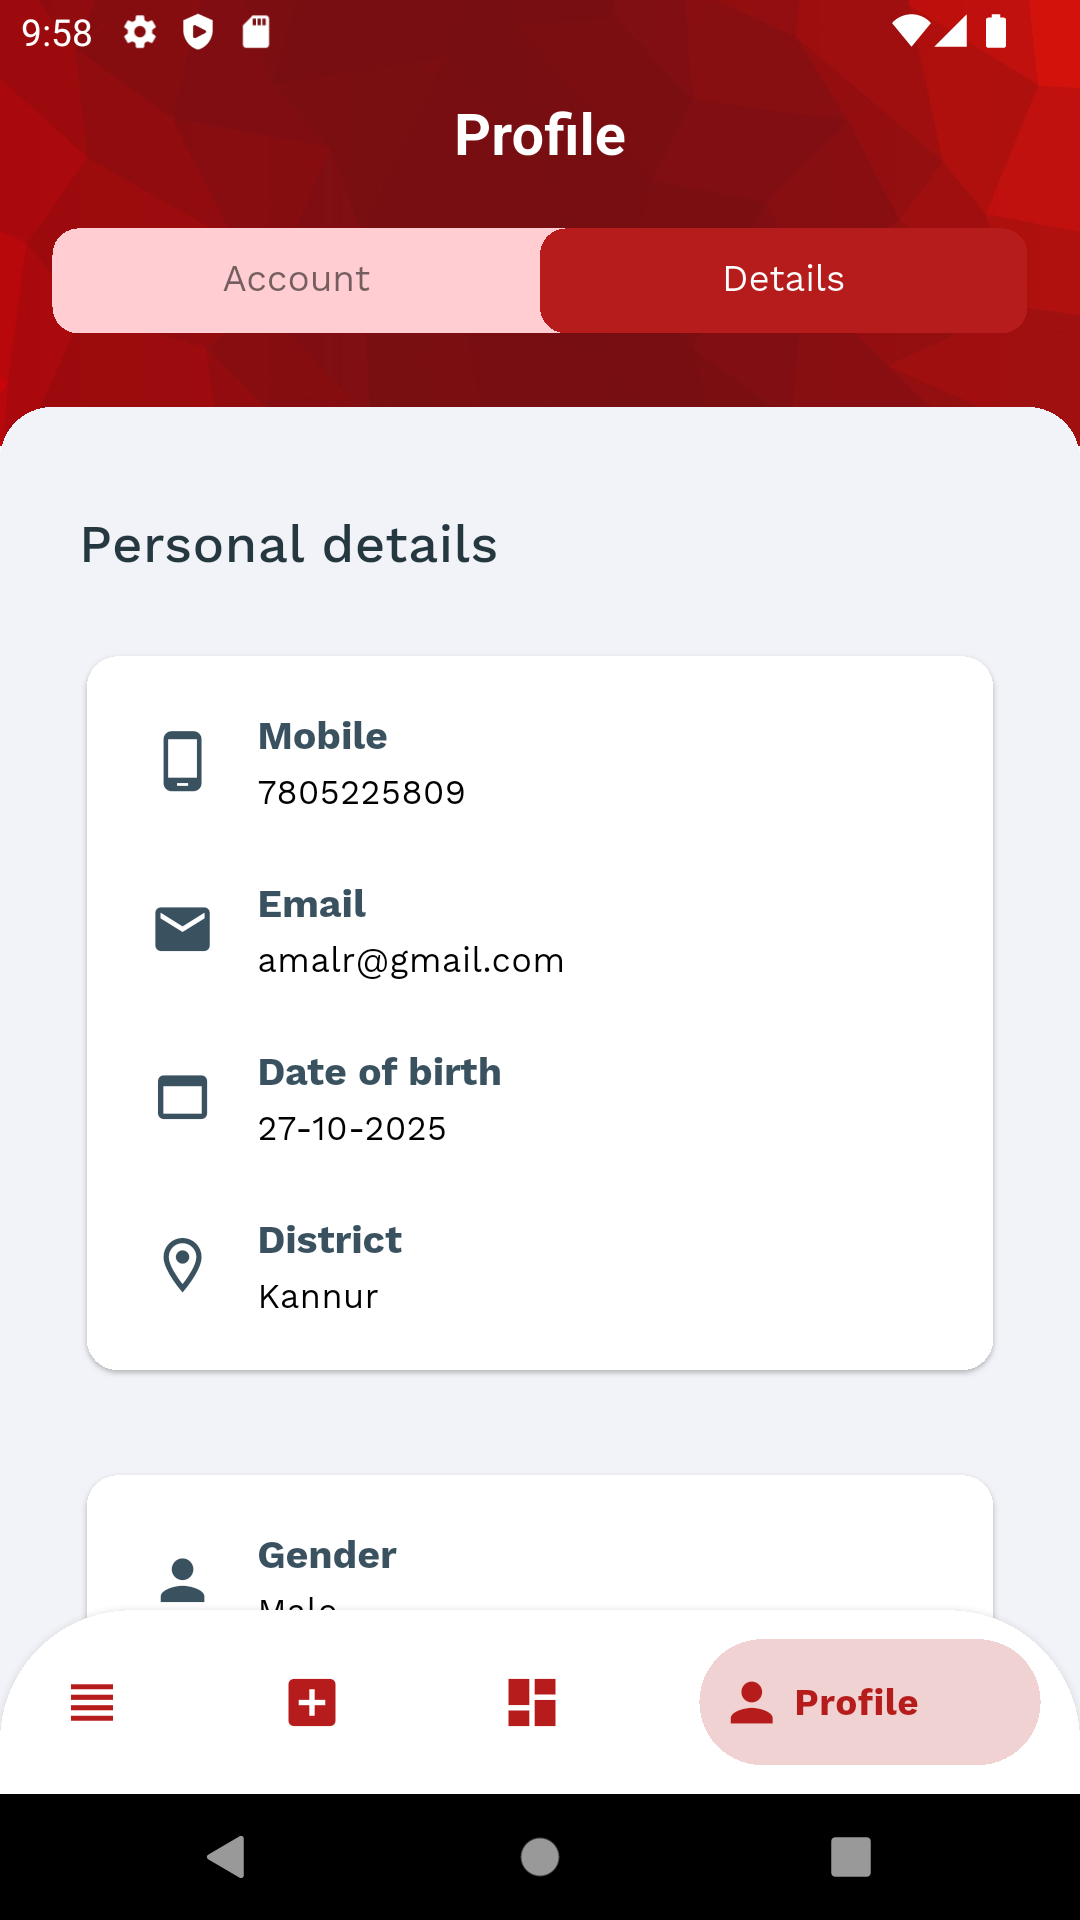 9:58
Profile
Account
Details
Personal details
Mobile
7805225809
Email
amalr@gmail.com
Date of birth
27-10-2025
District
Kannur
Gender
Male
Profile